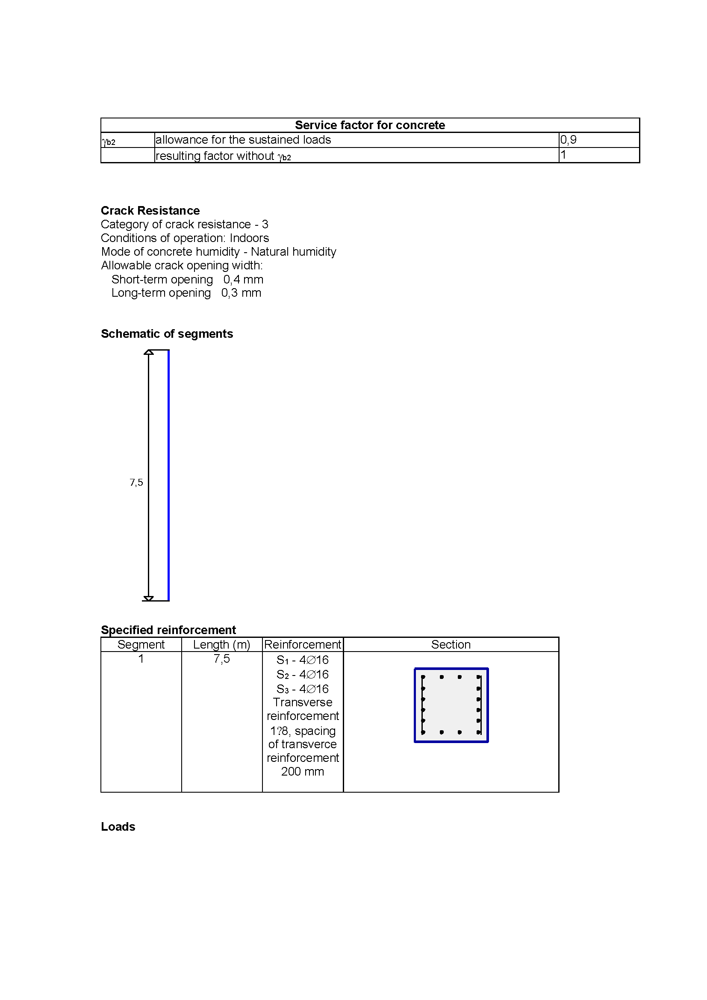 Service factor for concrete
γb2 allowance for the sustained loads 0,9
resulting factor without γb2 1
Crack Resistance
Category of crack resistance - 3
Conditions of operation: Indoors
Mode of concrete humidity - Natural humidity
Allowable crack opening width:
Short-term opening 0,4 mm
Long-term opening 0,3 mm
Schematic of segments
7,5
Specified reinforcement
Segment Length (m) Reinforcement Section
1 7,5 S1 - 4∅16
S2 - 4∅16
S3 - 4∅16
Transverse
reinforcement
1?8, spacing
of transverce
reinforcement
200 mm
Loads